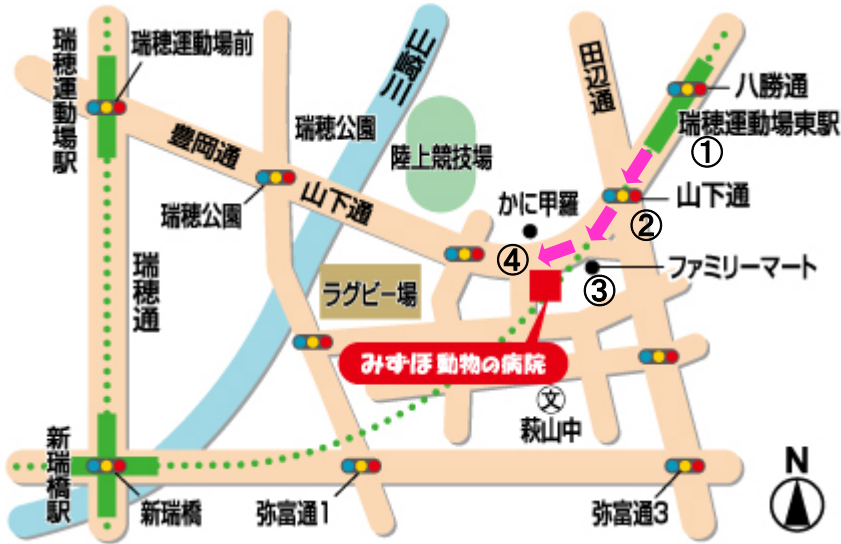 瑞穂運動場駅
瑞穂運動場前
豊岡通
瑞穂公園
瑞穂公園
山下通
山崎川
陸上競技場
田辺通
八勝通
瑞穂運動場東駅
①
山下通
②
かに甲羅
④
③
ファミリーマート
ラグビー場
瑞穂通
みずほ動物の病院
文
萩山中
新瑞橋駅
新瑞橋
弥富通1
弥富通3
N